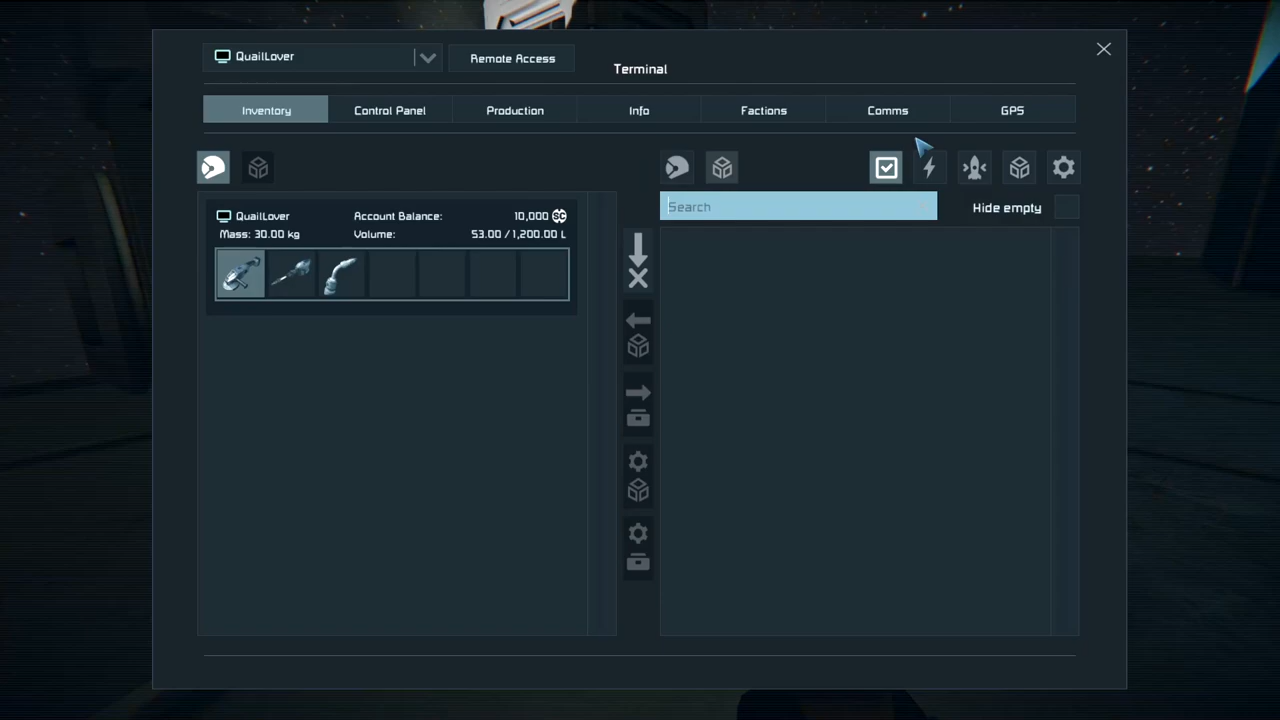 QuailLover
Remote Access
Terminal
Inventory
Control Panel
Production
Info
Factions
Comms
GPS
QuailLover
Account Balance:
10,000 SC
Mass: 30.00 kg
Volume:
53.00 / 1,200.00 L
Search
Hide empty